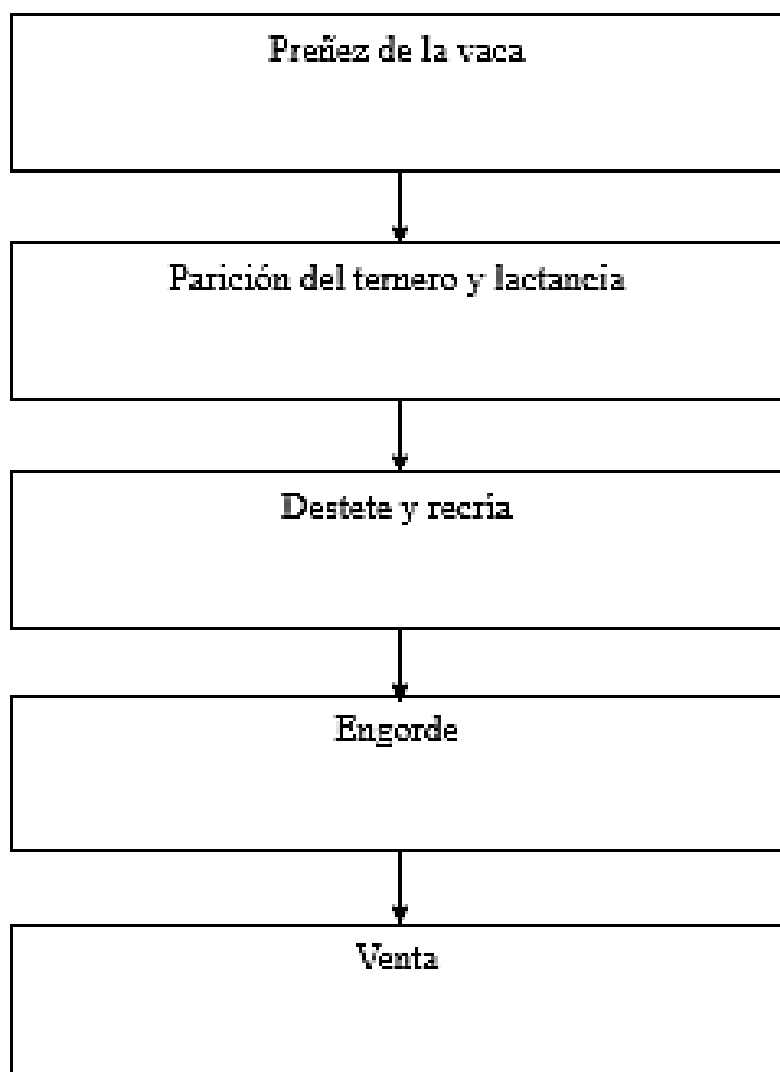 Preñez de la vaca
Parición del ternero y lactancia
Destete y recría
Engorde
Venta